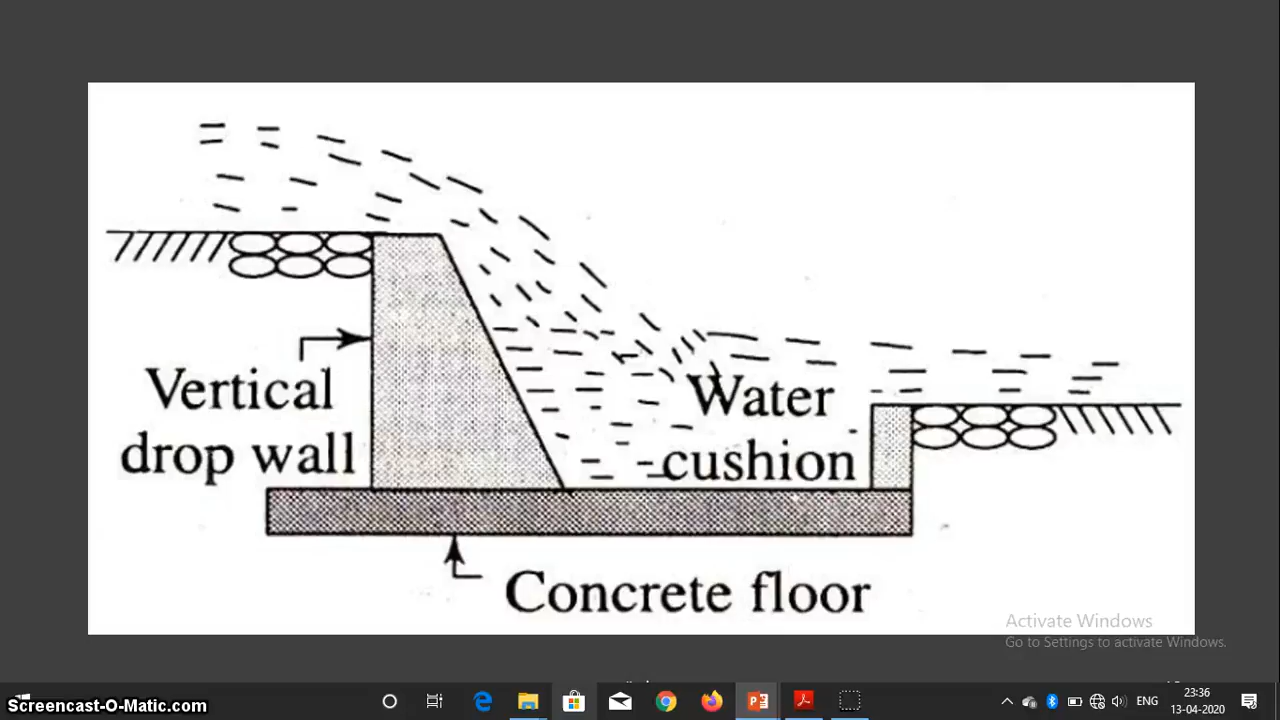 Vertical
drop wall
Water
cushion
Concrete floor
Activate Windows
Go to Settings to activate Windows.
Screencast-O-Matic.com
ENG
23:36
13-04-2020